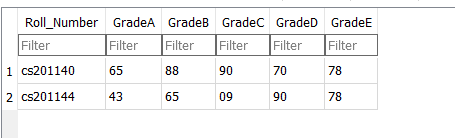 Roll_Number GradeA GradeB GradeC GradeD GradeE
Filter Filter Filter Filter Filter Filter
1 cs201140 65 88 90 70 78
2 cs201144 43 65 09 90 78